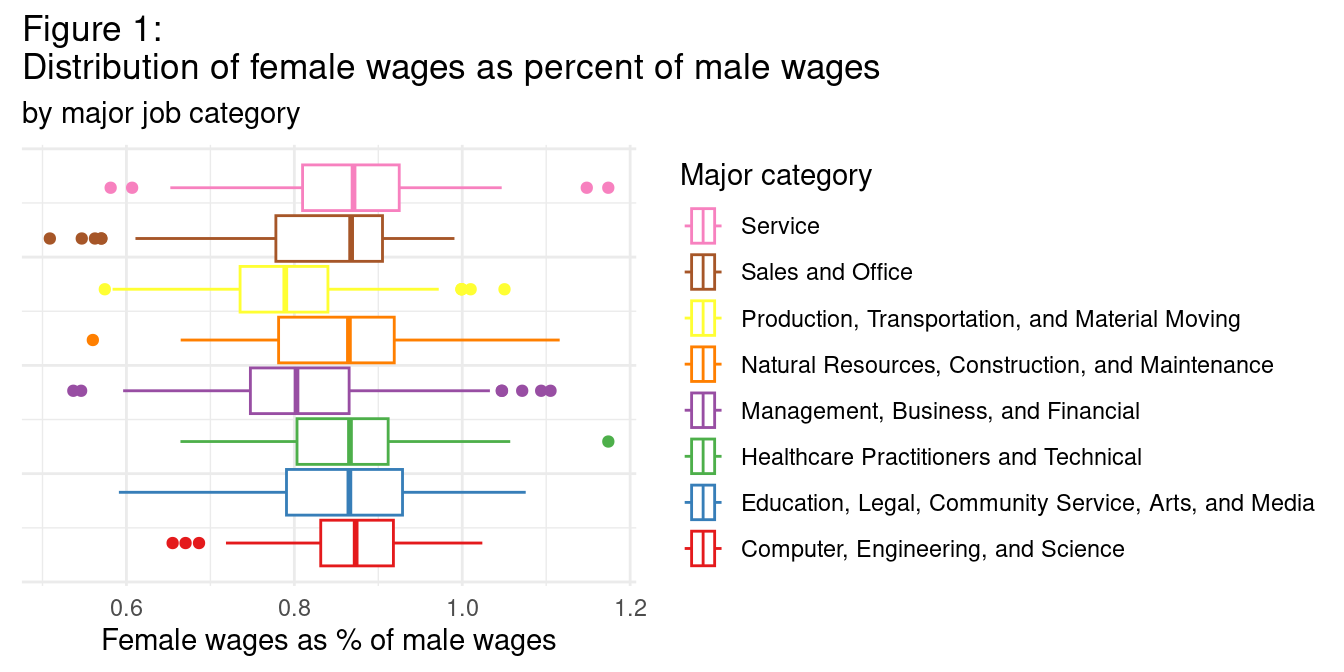 Figure 1:
Distribution of female wages as percent of male wages
by major job category
Major category
Service
Sales and Office
Production, Transportation, and Material Moving
Natural Resources, Construction, and Maintenance
Management, Business, and Financial
Healthcare Practitioners and Technical
Education, Legal, Community Service, Arts, and Media
Computer, Engineering, and Science
0.6 0.8 1.0 1.2
Female wages as % of male wages